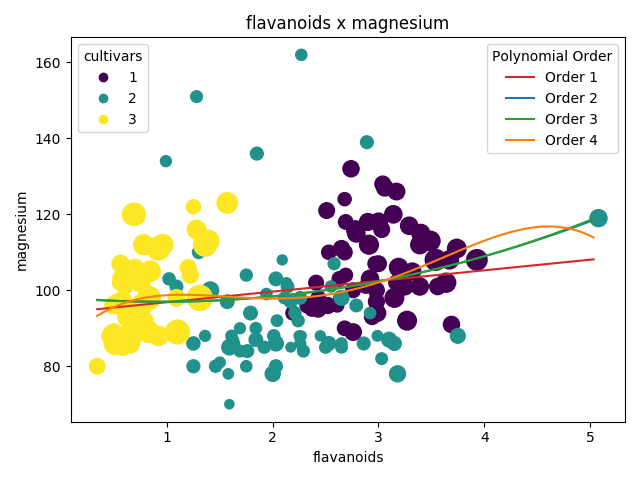 flavanoids x magnesium
cultivars
1
2
3
Polynomial Order
Order 1
Order 2
Order 3
Order 4
magnesium
160
140
120
100
80
1 2 3 4 5
flavanoids